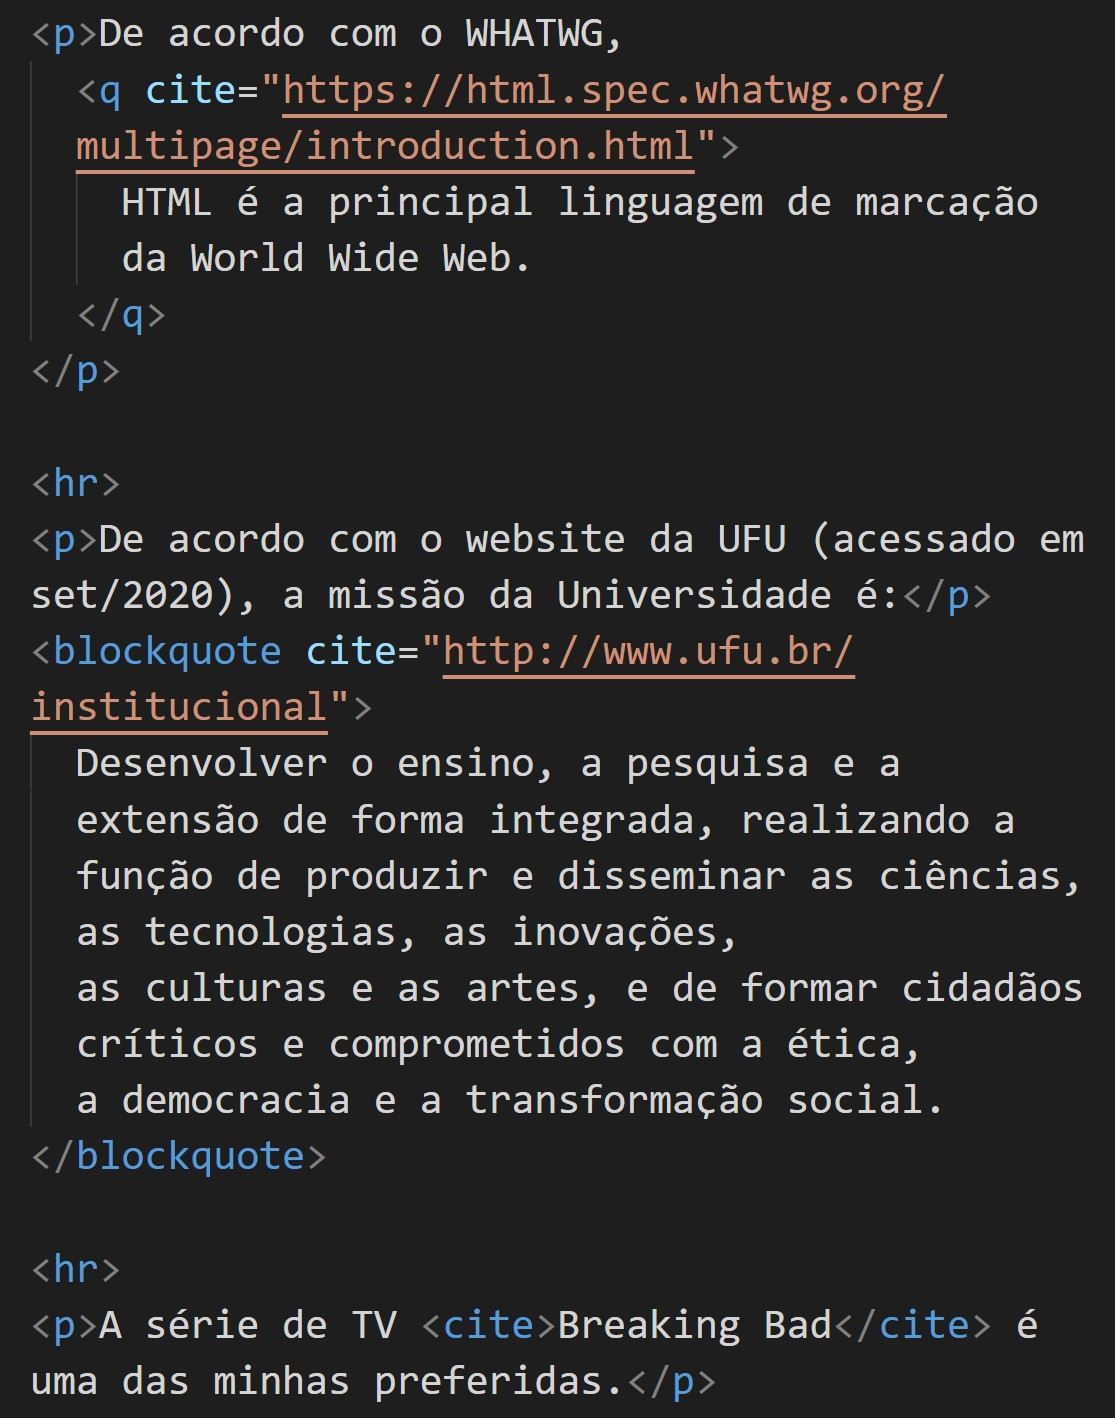 <p>De acordo com o WHATWG,
<q cite="https://html.spec.whatwg.org/
multipage/introduction.html">
HTML é a principal linguagem de marcação
da World Wide Web.
</q>
</p>
<hr>
<p>De acordo com o website da UFU (acessado em
set/2020), a missão da Universidade é:</p>
<blockquote cite="http://www.ufu.br/
institucional">
Desenvolver o ensino, a pesquisa e a
extensão de forma integrada, realizando a
função de produzir e disseminar as ciências,
as tecnologias, as inovações,
as culturas e as artes, e de formar cidadãos
críticos e comprometidos com a ética,
a democracia e a transformação social.
</blockquote>
<hr>
<p>A série de TV <cite>Breaking Bad</cite> é
uma das minhas preferidas.</p>